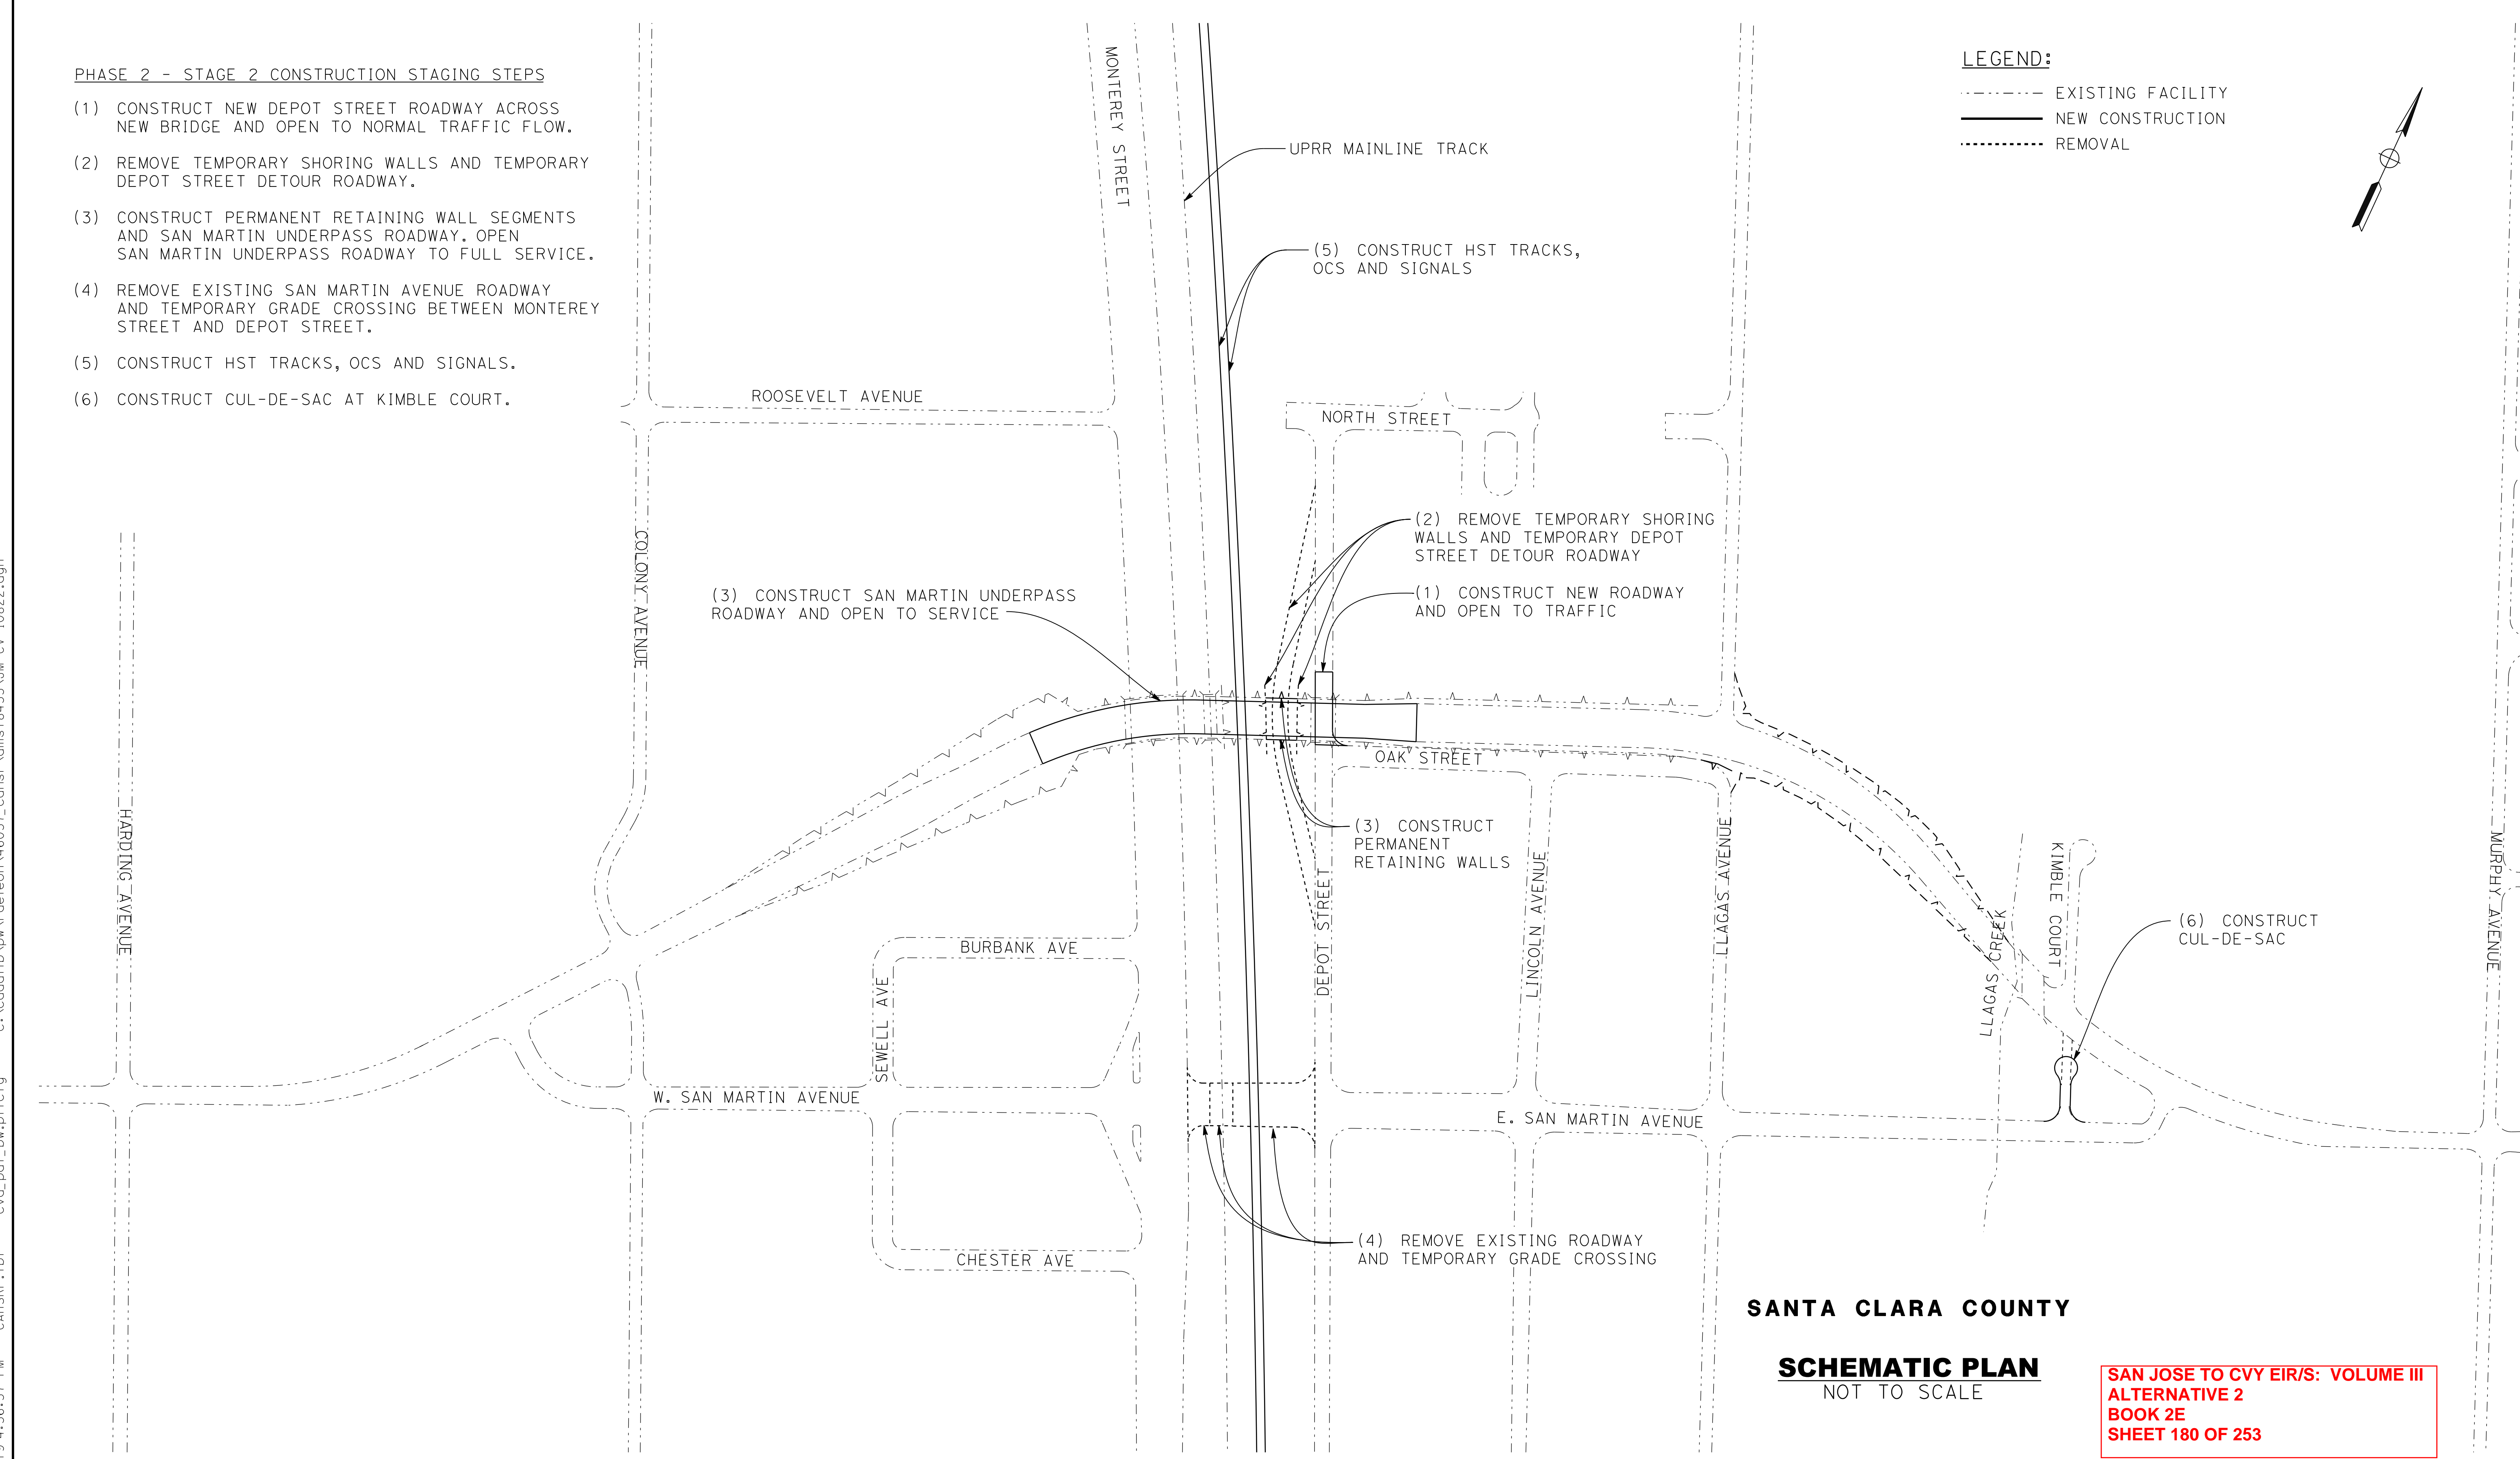 PHASE 2 - STAGE 2 CONSTRUCTION STAGING STEPS
(1) CONSTRUCT NEW DEPOT STREET ROADWAY ACROSS
NEW BRIDGE AND OPEN TO NORMAL TRAFFIC FLOW.
(2) REMOVE TEMPORARY SHORING WALLS AND TEMPORARY
DEPOT STREET DETOUR ROADWAY.
(3) CONSTRUCT PERMANENT RETAINING WALL SEGMENTS
AND SAN MARTIN UNDERPASS ROADWAY. OPEN
SAN MARTIN UNDERPASS ROADWAY TO FULL SERVICE.
(4) REMOVE EXISTING SAN MARTIN AVENUE ROADWAY
AND TEMPORARY GRADE CROSSING BETWEEN MONTEREY
STREET AND DEPOT STREET.
(5) CONSTRUCT HST TRACKS, OCS AND SIGNALS.
(6) CONSTRUCT CUL-DE-SAC AT KIMBLE COURT.
LEGEND:
EXISTING FACILITY
NEW CONSTRUCTION
REMOVAL
MONTEREY STREET
UPRR MAINLINE TRACK
(5) CONSTRUCT HST TRACKS,
OCS AND SIGNALS
ROOSEVELT AVENUE
NORTH STREET
COLONY AVENUE
(2) REMOVE TEMPORARY SHORING
WALLS AND TEMPORARY DEPOT
STREET DETOUR ROADWAY
(3) CONSTRUCT SAN MARTIN UNDERPASS
ROADWAY AND OPEN TO SERVICE
(1) CONSTRUCT NEW ROADWAY
AND OPEN TO TRAFFIC
OAK STREET
HARDING AVENUE
(3) CONSTRUCT
PERMANENT
RETAINING WALLS
DEPOT STREET
LINCOLN AVENUE
LLAGAS AVENUE
LLAGAS CREEK
KIMBLE COURT
MURPHY AVENUE
(6) CONSTRUCT
CUL-DE-SAC
BURBANK AVE
SEWELL AVE
W. SAN MARTIN AVENUE
E. SAN MARTIN AVENUE
CHESTER AVE
(4) REMOVE EXISTING ROADWAY
AND TEMPORARY GRADE CROSSING
SANTA CLARA COUNTY
SCHEMATIC PLAN
NOT TO SCALE
SAN JOSE TO CVY EIR/S: VOLUME III
ALTERNATIVE 2
BOOK 2E
SHEET 180 OF 253